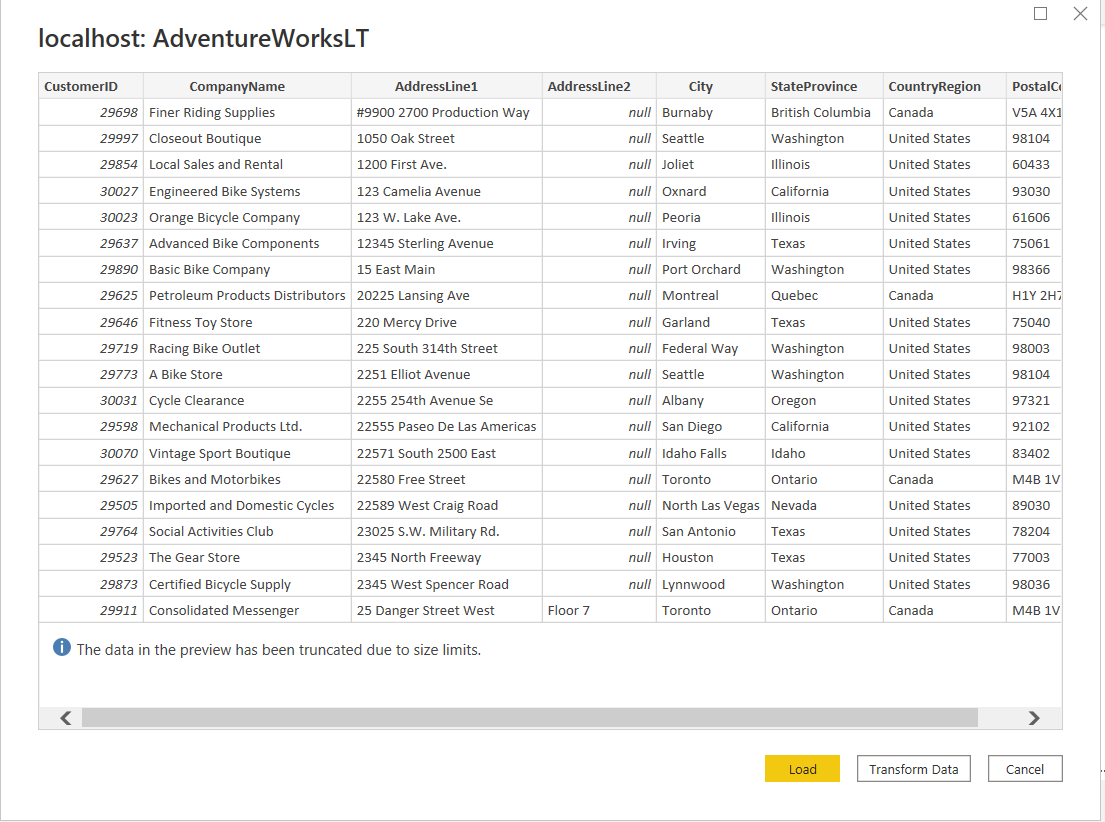 localhost: AdventureWorksLT
CustomerID CompanyName AddressLine1 AddressLine2 City StateProvince CountryRegion PostalCo
29698 Finer Riding Supplies #9900 2700 Production Way null Burnaby British Columbia Canada V5A 4X1
29997 Closeout Boutique 1050 Oak Street null Seattle Washington United States 98104
29854 Local Sales and Rental 1200 First Ave. null Joliet Illinois United States 60433
30027 Engineered Bike Systems 123 Camelia Avenue null Oxnard California United States 93030
30023 Orange Bicycle Company 123 W. Lake Ave. null Peoria Illinois United States 61606
29637 Advanced Bike Components 12345 Sterling Avenue null Irving Texas United States 75061
29890 Basic Bike Company 15 East Main null Port Orchard Washington United States 98366
29625 Petroleum Products Distributors 20225 Lansing Ave null Montreal Quebec Canada H1Y 2H7
29646 Fitness Toy Store 220 Mercy Drive null Garland Texas United States 75040
29719 Racing Bike Outlet 225 South 314th Street null Federal Way Washington United States 98003
29773 A Bike Store 2251 Elliot Avenue null Seattle Washington United States 98104
30031 Cycle Clearance 2255 254th Avenue Se null Albany Oregon United States 97321
29598 Mechanical Products Ltd. 22555 Paseo De Las Americas null San Diego California United States 92102
30070 Vintage Sport Boutique 22571 South 2500 East null Idaho Falls Idaho United States 83402
29627 Bikes and Motorbikes 22580 Free Street null Toronto Ontario Canada M4B 1V
29505 Imported and Domestic Cycles 22589 West Craig Road null North Las Vegas Nevada United States 89030
29764 Social Activities Club 23025 S.W. Military Rd. null San Antonio Texas United States 78204
29523 The Gear Store 2345 North Freeway null Houston Texas United States 77003
29873 Certified Bicycle Supply 2345 West Spencer Road null Lynnwood Washington United States 98036
29911 Consolidated Messenger 25 Danger Street West Floor 7 Toronto Ontario Canada M4B 1V
The data in the preview has been truncated due to size limits.
Load Transform Data Cancel